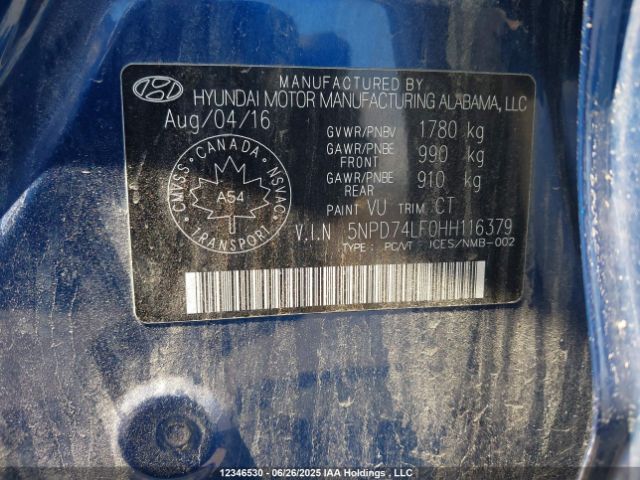 MANUFACTURED BY
HYUNDAI MOTOR MANUFACTURING ALABAMA, LLC
Aug/04/16
GVWR/PNBV 1780 kg
GAWR/PNBE FRONT 990 kg
GAWR/PNBE REAR 910 kg
CMVSS CANADA NSVAC
A54
TRANSPORT
PAINT VU TRIM CT
V.I.N 5NPD74LF0HH116379
TYPE : PC/VT : ICES/NMB-002
12346530 - 06/26/2025 IAA Holdings , LLC